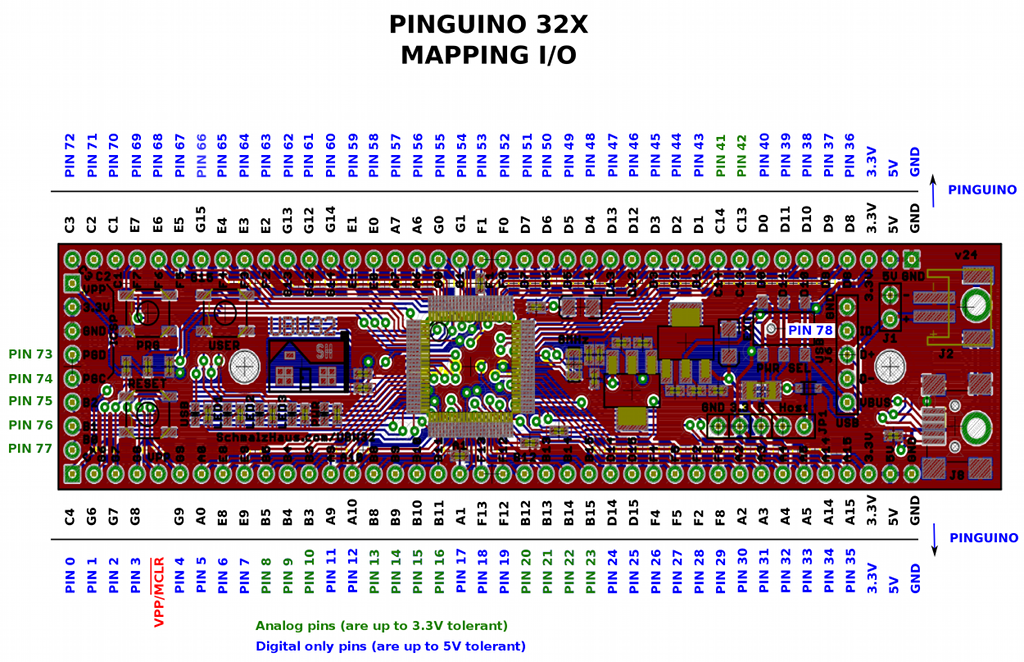 PINGUINO 32X
MAPPING I/O
PIN 72 PIN 71 PIN 70 PIN 69 PIN 68 PIN 67 PIN 66 PIN 65 PIN 64 PIN 63 PIN 62 PIN 61 PIN 60 PIN 59 PIN 58 PIN 57 PIN 56 PIN 55 PIN 54 PIN 53 PIN 52 PIN 51 PIN 50 PIN 49 PIN 48 PIN 47 PIN 46 PIN 45 PIN 44 PIN 43 PIN 41 PIN 42 PIN 40 PIN 39 PIN 38 PIN 37 PIN 36 3.3V 5V GND
PINGUINO
C3 C2 C1 E7 E6 E5 G15 E4 E3 E2 G13 G12 G14 E1 E0 A7 A6 G0 G1 F1 F0 D7 D6 D5 D4 D13 D12 D3 D2 D1 C14 C13 D0 D11 D10 D9 D8 3.3V 5V GND
v24
C2
5V GND
VPP
3.3V
GND
PIN 78
ID
J1
PIN 73
PRG
USER
D+
J2
PIN 74
RESET
PWR SEL
D-
PIN 75
VBUS
PIN 76
GND
Host
JP1
USB
SchmalzHaus.com/UBW32
PIN 77
3.3V
J8
C4 G6 G7 G8 G9 A0 E8 E9 B5 B4 B3 A9 A10 B8 B9 B10 B11 A1 F13 F12 B12 B13 B14 B15 D14 D15 F4 F5 F2 F8 A2 A3 A4 A5 A14 A15 3.3V 5V GND
PINGUINO
PIN 0 PIN 1 PIN 2 PIN 3 VPP/MCLR PIN 4 PIN 5 PIN 6 PIN 7 PIN 8 PIN 9 PIN 10 PIN 11 PIN 12 PIN 13 PIN 14 PIN 15 PIN 16 PIN 17 PIN 18 PIN 19 PIN 20 PIN 21 PIN 22 PIN 23 PIN 24 PIN 25 PIN 26 PIN 27 PIN 28 PIN 29 PIN 30 PIN 31 PIN 32 PIN 33 PIN 34 PIN 35 3.3V 5V GND
Analog pins (are up to 3.3V tolerant)
Digital only pins (are up to 5V tolerant)